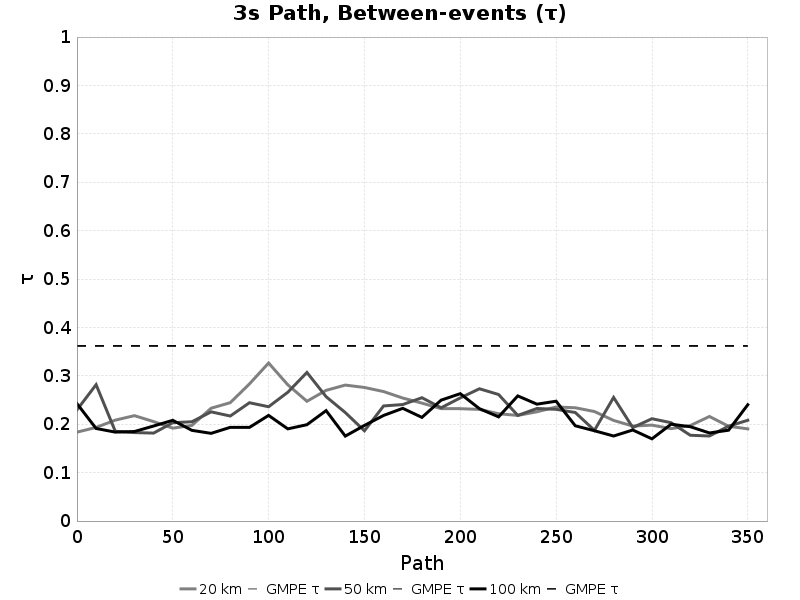 3s Path, Between-events (τ)
1
0.9
0.8
0.7
0.6
0.5
0.4
0.3
0.2
0.1
0
τ
0 50 100 150 200 250 300 350
Path
20 km GMPE τ 50 km GMPE τ 100 km GMPE τ